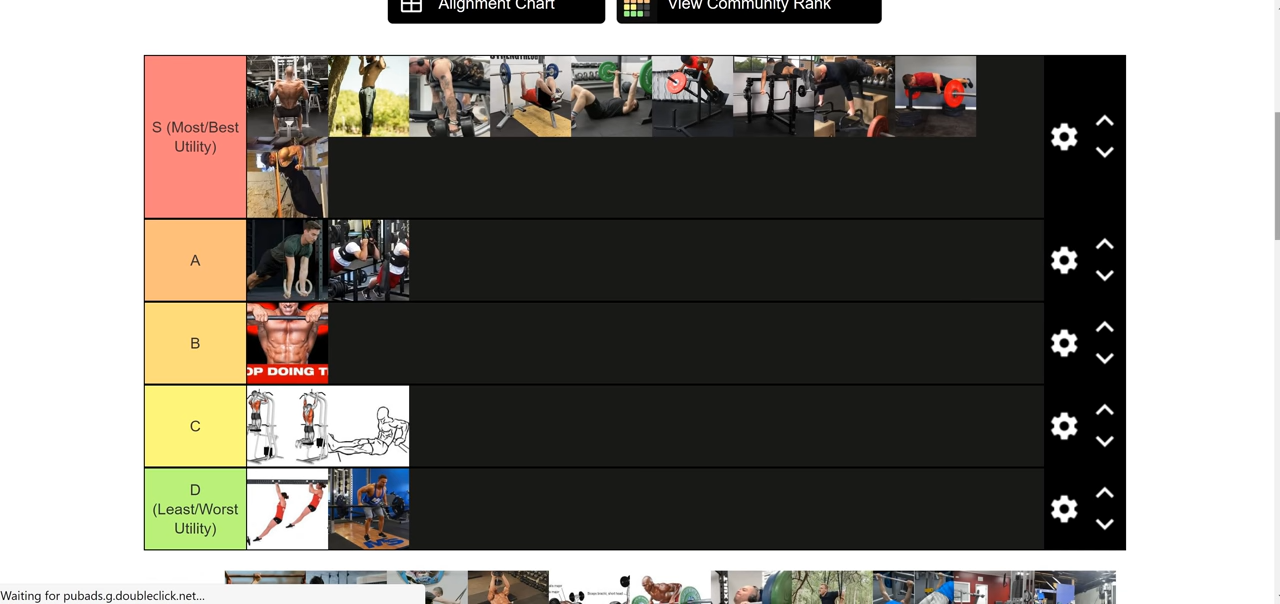 Alignment Chart
View Community Rank
S (Most/Best
Utility)
A
B
OP DOING T
C
D
(Least/Worst
Utility)
Waiting for pubads.g.doubleclick.net...